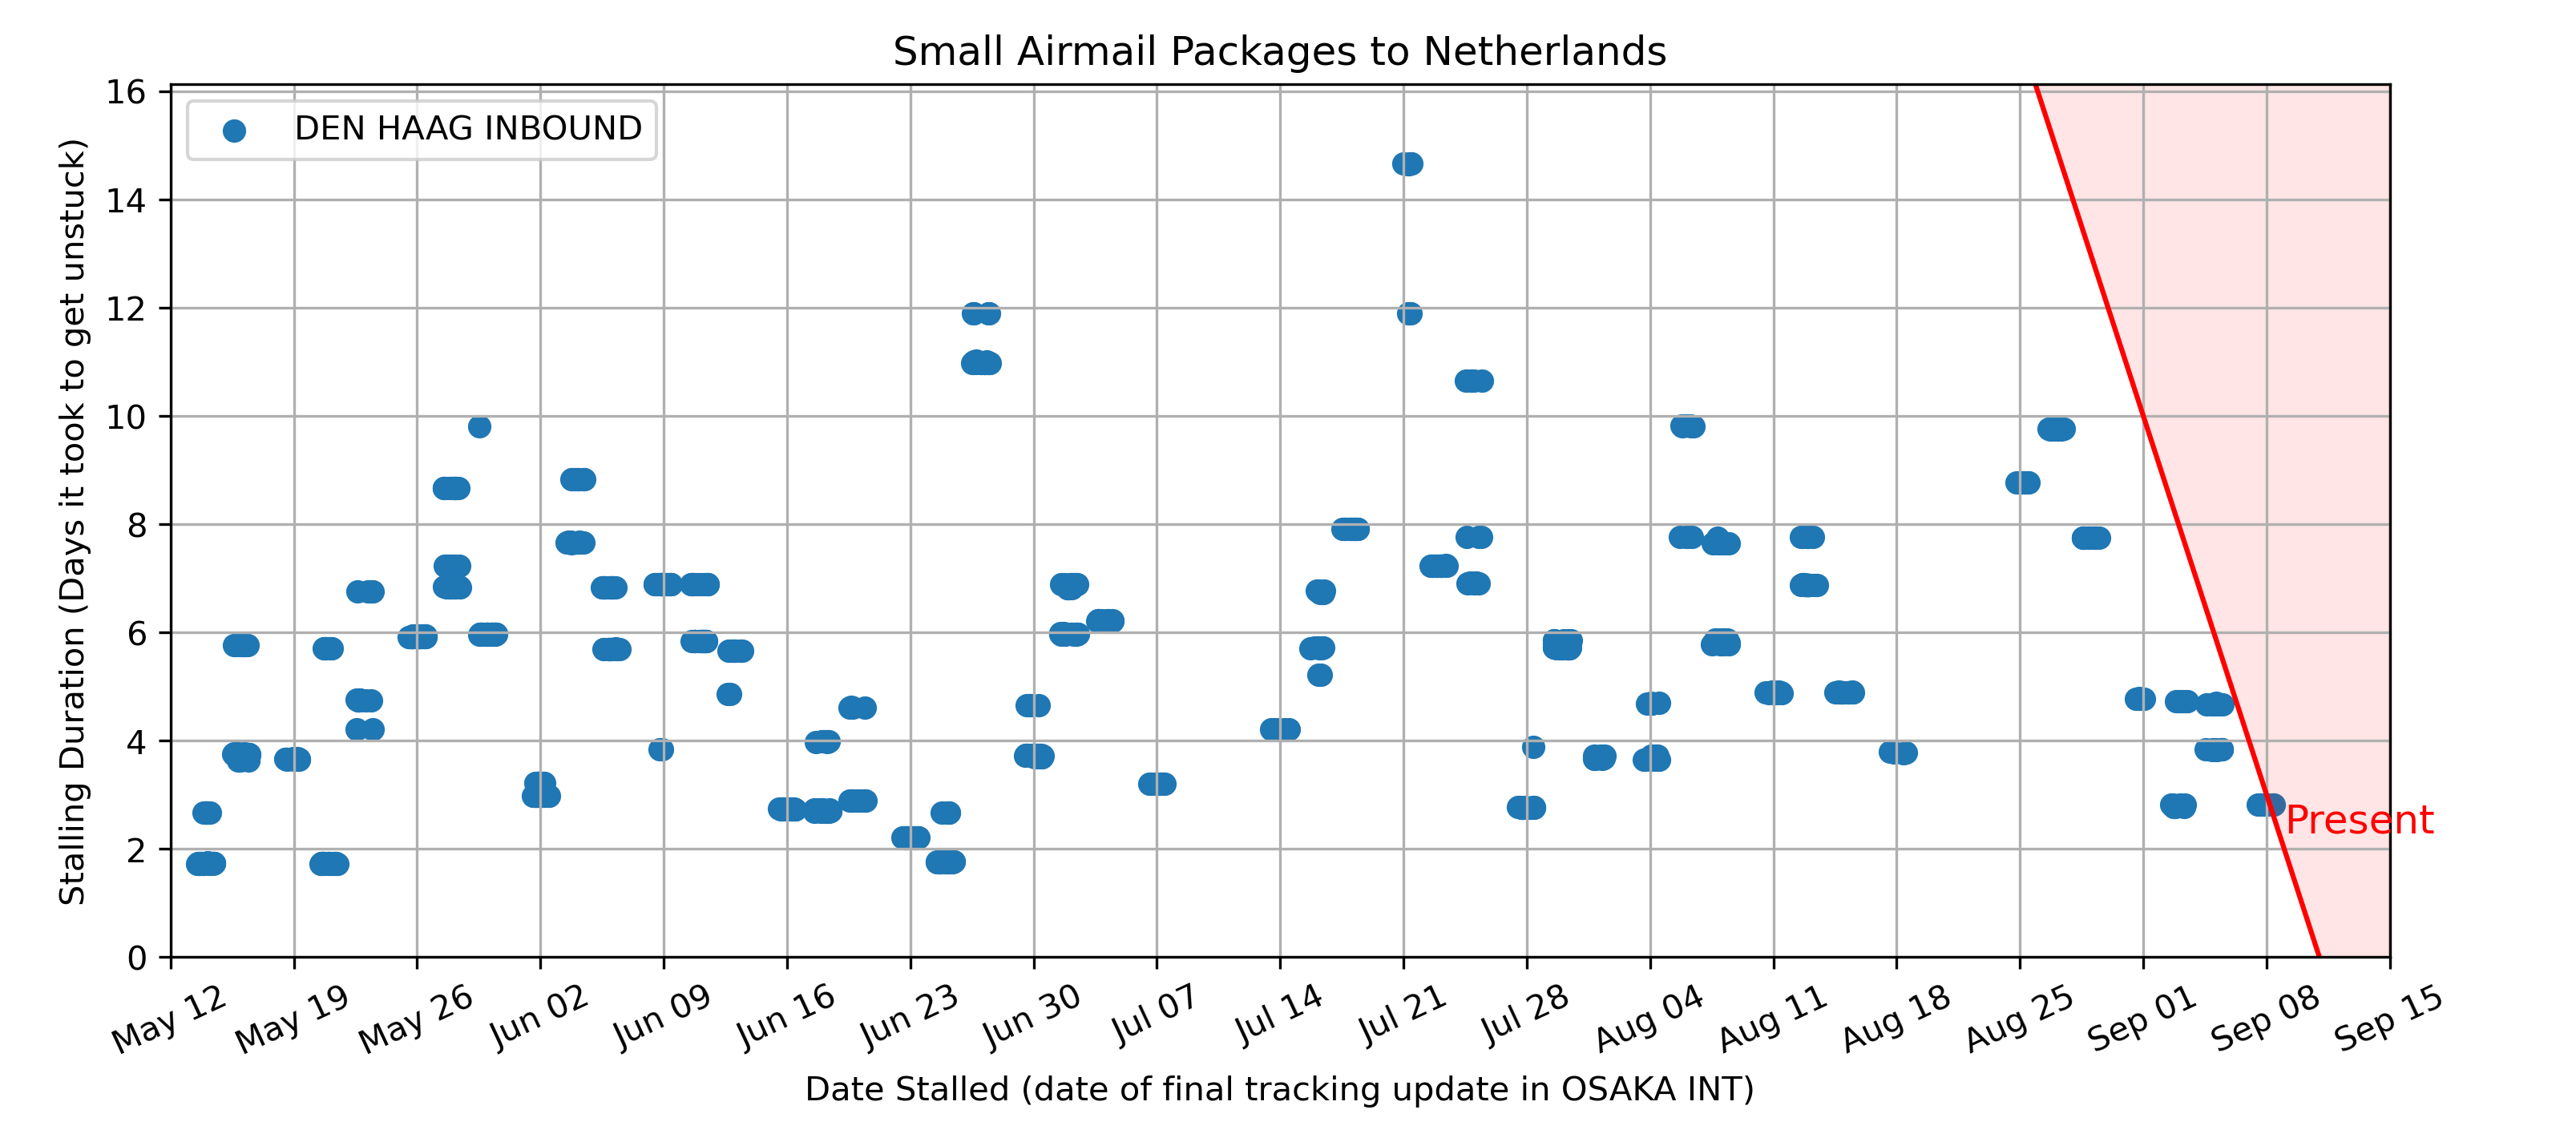 Small Airmail Packages to Netherlands
DEN HAAG INBOUND
Stalling Duration (Days it took to get unstuck)
16
14
12
10
8
6
4
2
0
Present
May 12
May 19
May 26
Jun 02
Jun 09
Jun 16
Jun 23
Jun 30
Jul 07
Jul 14
Jul 21
Jul 28
Aug 04
Aug 11
Aug 18
Aug 25
Sep 01
Sep 08
Sep 15
Date Stalled (date of final tracking update in OSAKA INT)